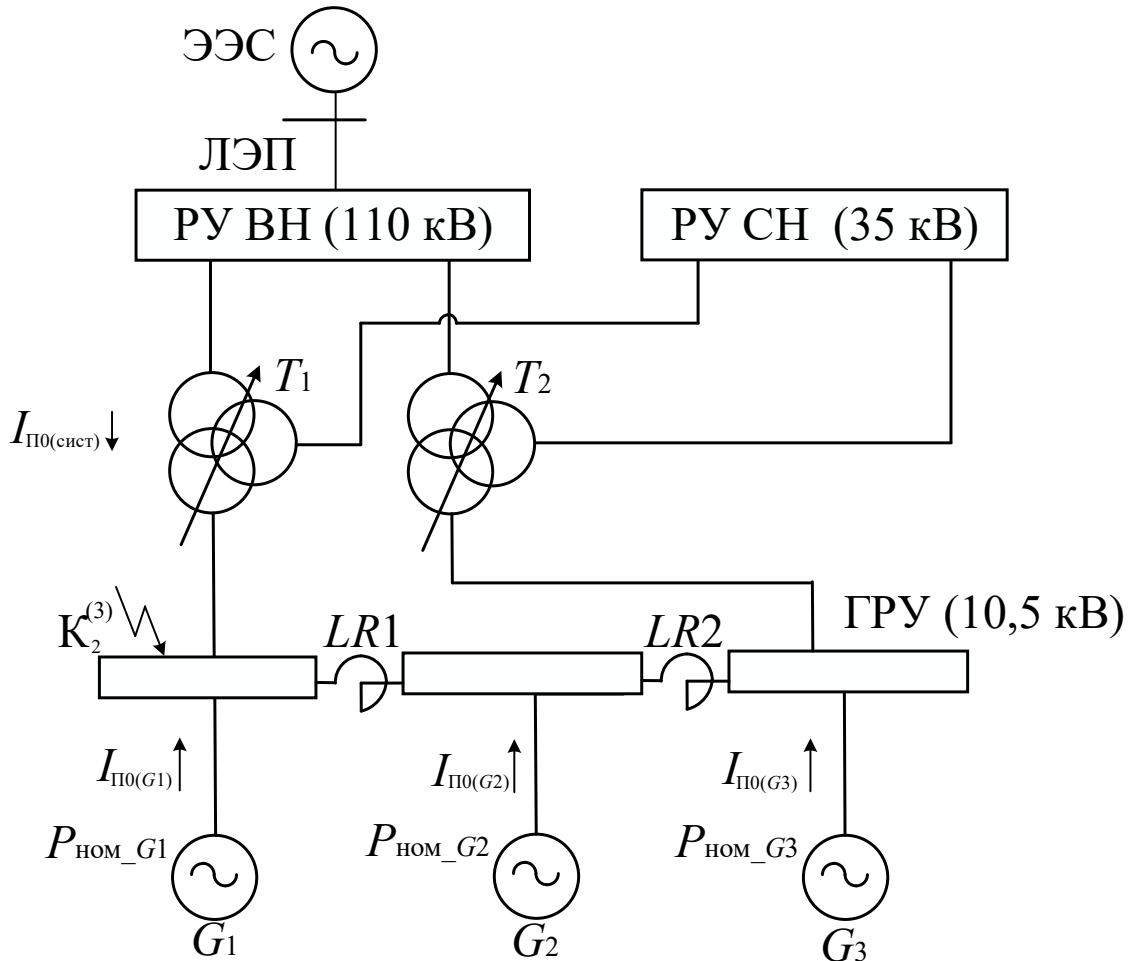 ЭЭС
ЛЭП
РУ ВН (110 кВ)
РУ СН (35 кВ)
T1
T2
IП0(сист)
К2(3)
LR1
LR2
ГРУ (10,5 кВ)
IП0(G1)
IП0(G2)
IП0(G3)
Pном_G1
Pном_G2
Pном_G3
G1
G2
G3